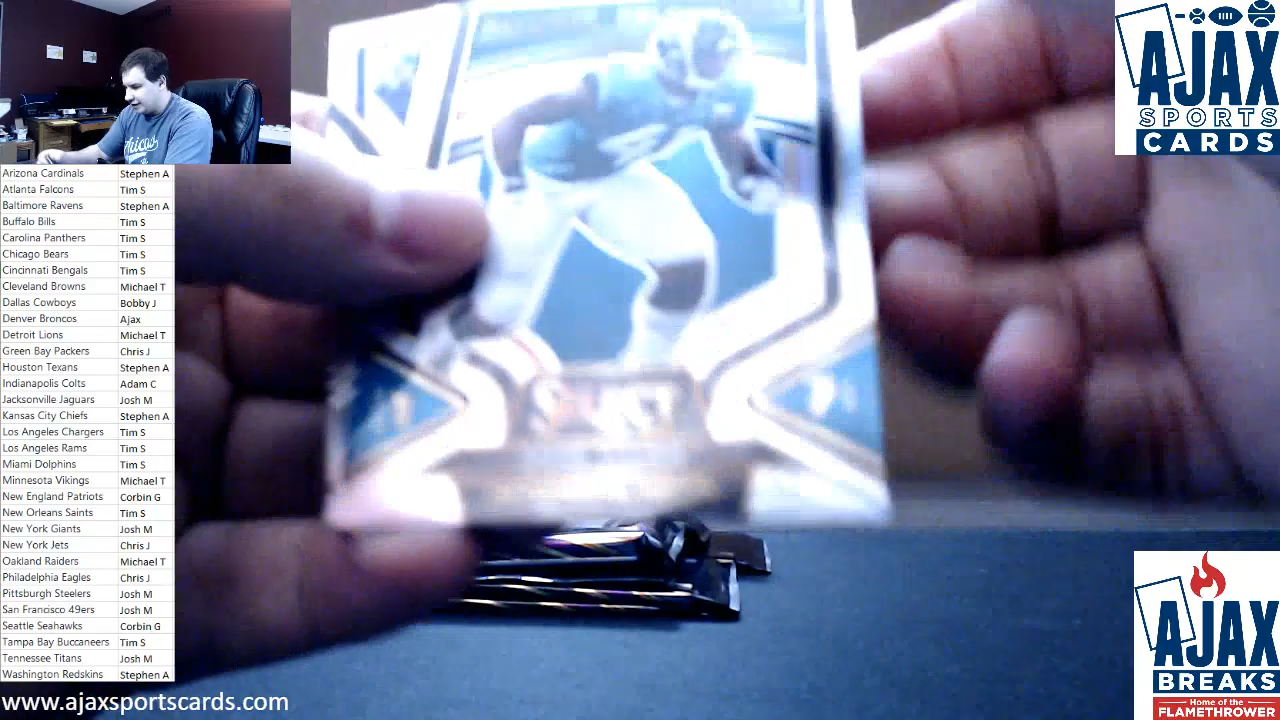 Arizona Cardinals Stephen A
Atlanta Falcons Tim S
Baltimore Ravens Stephen A
Buffalo Bills Tim S
Carolina Panthers Tim S
Chicago Bears Tim S
Cincinnati Bengals Tim S
Cleveland Browns Michael T
Dallas Cowboys Bobby J
Denver Broncos Ajax
Detroit Lions Michael T
Green Bay Packers Chris J
Houston Texans Stephen A
Indianapolis Colts Adam C
Jacksonville Jaguars Josh M
Kansas City Chiefs Stephen A
Los Angeles Chargers Tim S
Los Angeles Rams Tim S
Miami Dolphins Tim S
Minnesota Vikings Michael T
New England Patriots Corbin G
New Orleans Saints Tim S
New York Giants Josh M
New York Jets Chris J
Oakland Raiders Michael T
Philadelphia Eagles Chris J
Pittsburgh Steelers Josh M
San Francisco 49ers Josh M
Seattle Seahawks Corbin G
Tampa Bay Buccaneers Tim S
Tennessee Titans Josh M
Washington Redskins Stephen A
www.ajaxsportscards.com
AJAX
SPORTS
CARDS
AJAX
BREAKS
Home of the
FLAMETHROWER